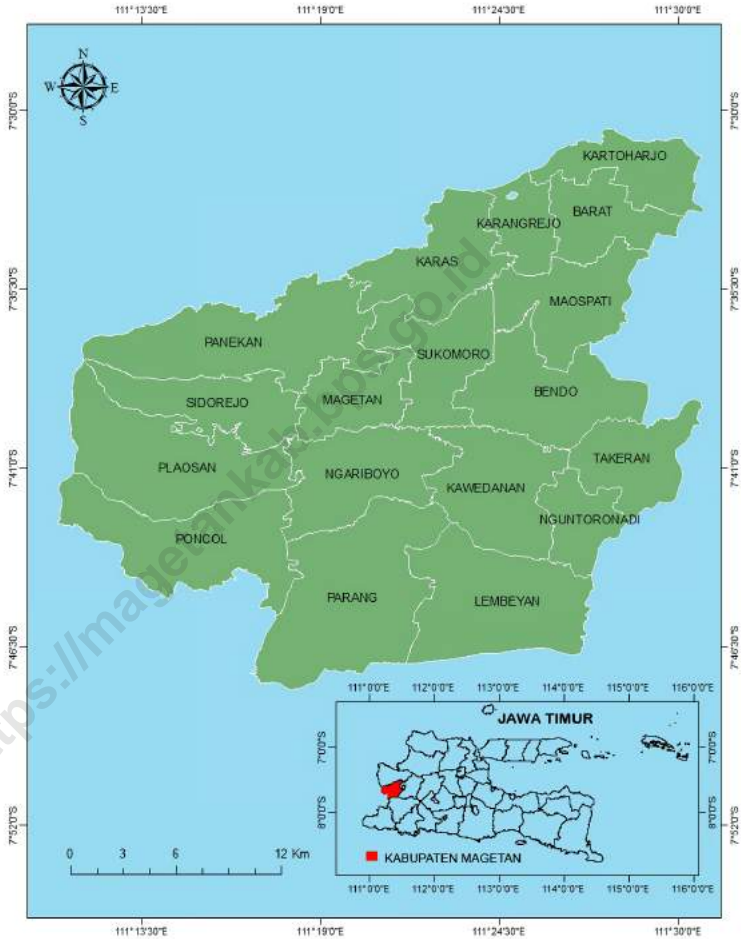 111°13'30"E 111°19'0"E 111°24'30"E 111°30'0"E
N
W E
S
7°30'0"S 7°30'0"S
KARTOHARJO
BARAT
KARANGREJO
KARAS
7°35'30"S 7°35'30"S
MAOSPATI
PANEKAN
SUKOMORO
BENDO
MAGETAN
SIDOREJO
TAKERAN
7°41'0"S 7°41'0"S
PLAOSAN
NGARIBOYO
KAWEDANAN
NGUNTORONADI
PONCOL
PARANG
LEMBEYAN
7°46'30"S 7°46'30"S
https://magetankab.bps.go.id
111°0'0"E 112°0'0"E 113°0'0"E 114°0'0"E 115°0'0"E 116°0'0"E
JAWA TIMUR
7°0'0"S 7°0'0"S
8°0'0"S 8°0'0"S
KABUPATEN MAGETAN
111°0'0"E 112°0'0"E 113°0'0"E 114°0'0"E 115°0'0"E 116°0'0"E
7°52'0"S 7°52'0"S
0 3 6 12 Km
111°13'30"E 111°19'0"E 111°24'30"E 111°30'0"E